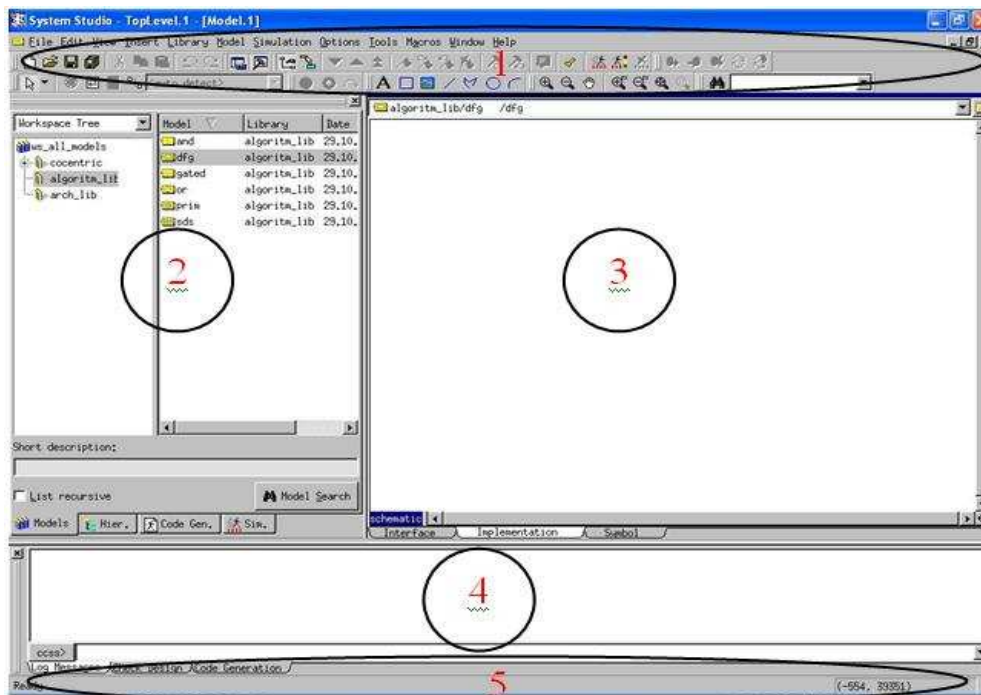 System Studio - TopLevel.1 - [Model.1]
File Edit View Insert Library Model Simulation Options Tools Macros Window Help
1
A
algoritm_lib/dfg /dfg
Workspace Tree
Model Library Date
ws_all_models
cocentric
algoritm_lib
arch_lib
and algoritm_lib 29.10.
dfg algoritm_lib 29.10.
gated algoritm_lib 29.10.
or algoritm_lib 29.10.
prim algoritm_lib 29.10.
sds algoritm_lib 29.10.
2
3
Short description:
List recursive
Model Search
Models Hier. Code Gen. Sim.
schematic
Interface Implementation Symbol
4
ccss>
Log Messages Check Design Code Generation
Ready
5
(-554, 39351)